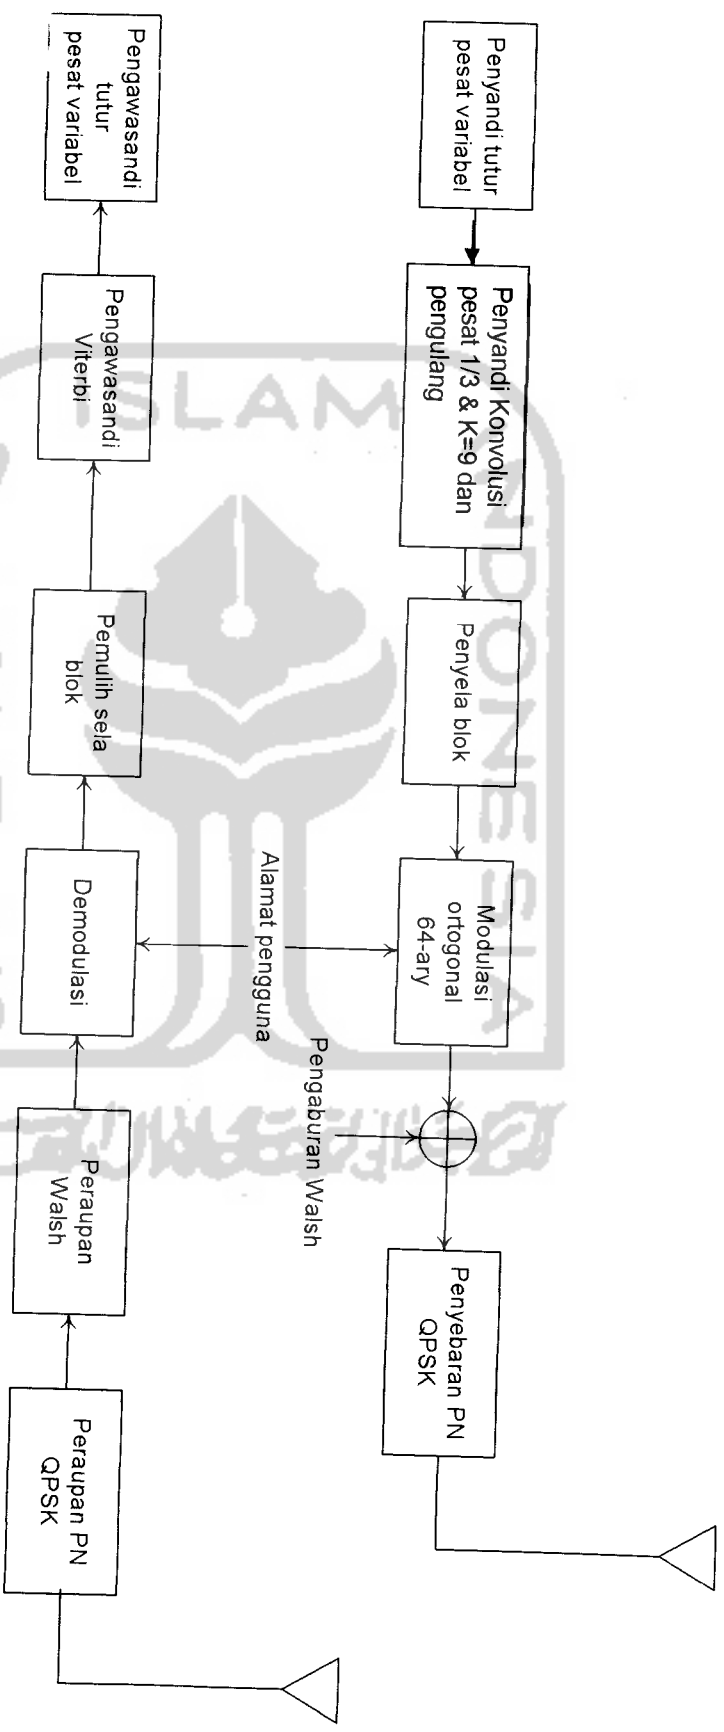 Penyandi tutur
pesat variabel
Penyandi Konvolusi
pesat 1/3 & K=9 dan
pengulang
Penyela blok
Modulasi
ortogonal
64-ary
Pengaburan Walsh
Penyebaran PN
QPSK
Alamat pengguna
Pengawasandi
tutur
pesat variabel
Pengawasandi
Viterbi
Pemulih sela
blok
Demodulasi
Peraupan
Walsh
Peraupan PN
QPSK
ISLAM
INDONESIA